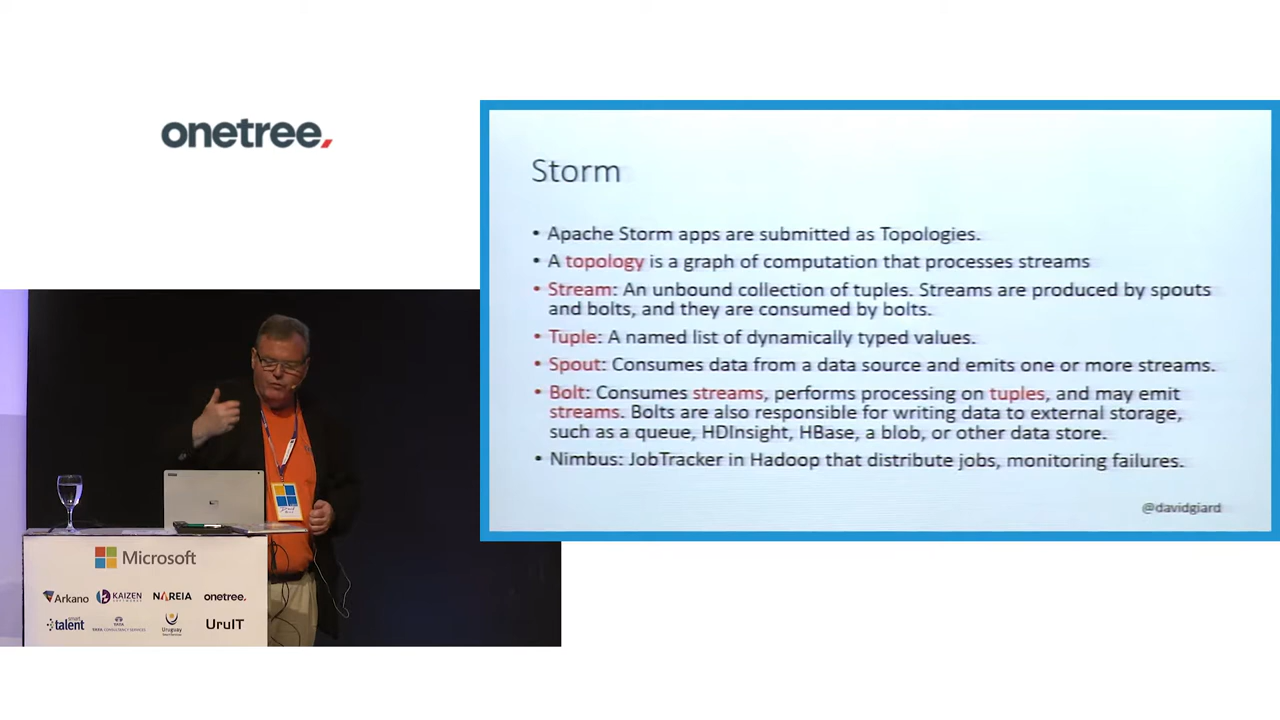 onetree.
Storm
• Apache Storm apps are submitted as Topologies.
• A topology is a graph of computation that processes streams
• Stream: An unbound collection of tuples. Streams are produced by spouts
and bolts, and they are consumed by bolts.
• Tuple: A named list of dynamically typed values.
• Spout: Consumes data from a data source and emits one or more streams.
• Bolt: Consumes streams, performs processing on tuples, and may emit
streams. Bolts are also responsible for writing data to external storage,
such as a queue, HDInsight, HBase, a blob, or other data store.
• Nimbus: JobTracker in Hadoop that distribute jobs, monitoring failures.
@davidgiard
Microsoft
Arkano KAIZEN NAREIA onetree.
talent TATA CONSULTANCY SERVICES Uruguay UruIT